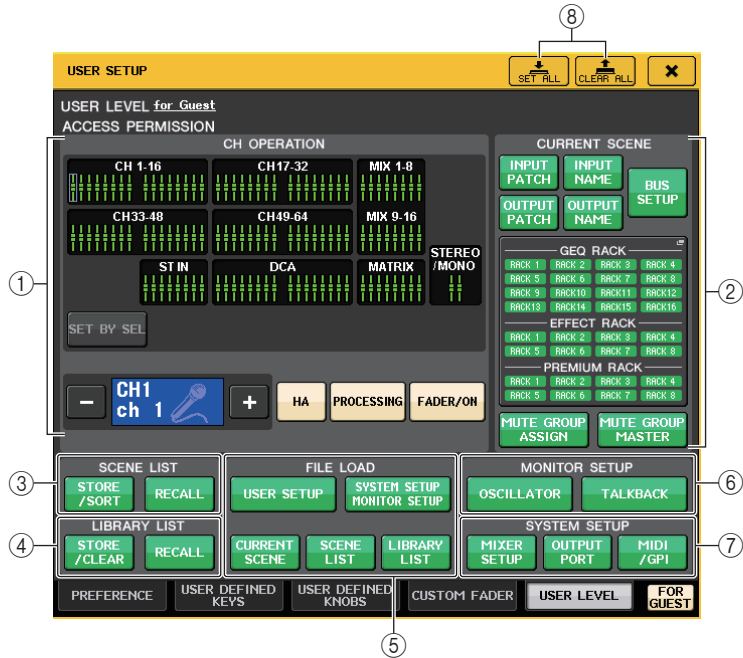 ⑧
USER SETUP
SET ALL
CLEAR ALL
USER LEVEL for Guest
ACCESS PERMISSION
CH OPERATION
CH 1-16
CH17-32
MIX 1-8
CH33-48
CH49-64
MIX 9-16
ST IN
DCA
MATRIX
STEREO
/MONO
SET BY SEL
CH1
ch 1
HA
PROCESSING
FADER/ON
①
CURRENT SCENE
INPUT
PATCH
INPUT
NAME
BUS
SETUP
OUTPUT
PATCH
OUTPUT
NAME
GEQ RACK
RACK 1 RACK 2 RACK 3 RACK 4
RACK 5 RACK 6 RACK 7 RACK 8
RACK 9 RACK10 RACK11 RACK12
RACK13 RACK14 RACK15 RACK16
EFFECT RACK
RACK 1 RACK 2 RACK 3 RACK 4
RACK 5 RACK 6 RACK 7 RACK 8
PREMIUM RACK
RACK 1 RACK 2 RACK 3 RACK 4
RACK 5 RACK 6 RACK 7 RACK 8
MUTE GROUP
ASSIGN
MUTE GROUP
MASTER
②
③
SCENE LIST
STORE
/SORT
RECALL
FILE LOAD
USER SETUP
SYSTEM SETUP
MONITOR SETUP
CURRENT
SCENE
SCENE
LIST
LIBRARY
LIST
MONITOR SETUP
OSCILLATOR
TALKBACK
⑥
④
LIBRARY LIST
STORE
/CLEAR
RECALL
SYSTEM SETUP
MIXER
SETUP
OUTPUT
PORT
MIDI
/GPI
⑦
PREFERENCE
USER DEFINED
KEYS
USER DEFINED
KNOBS
CUSTOM FADER
USER LEVEL
FOR
GUEST
⑤